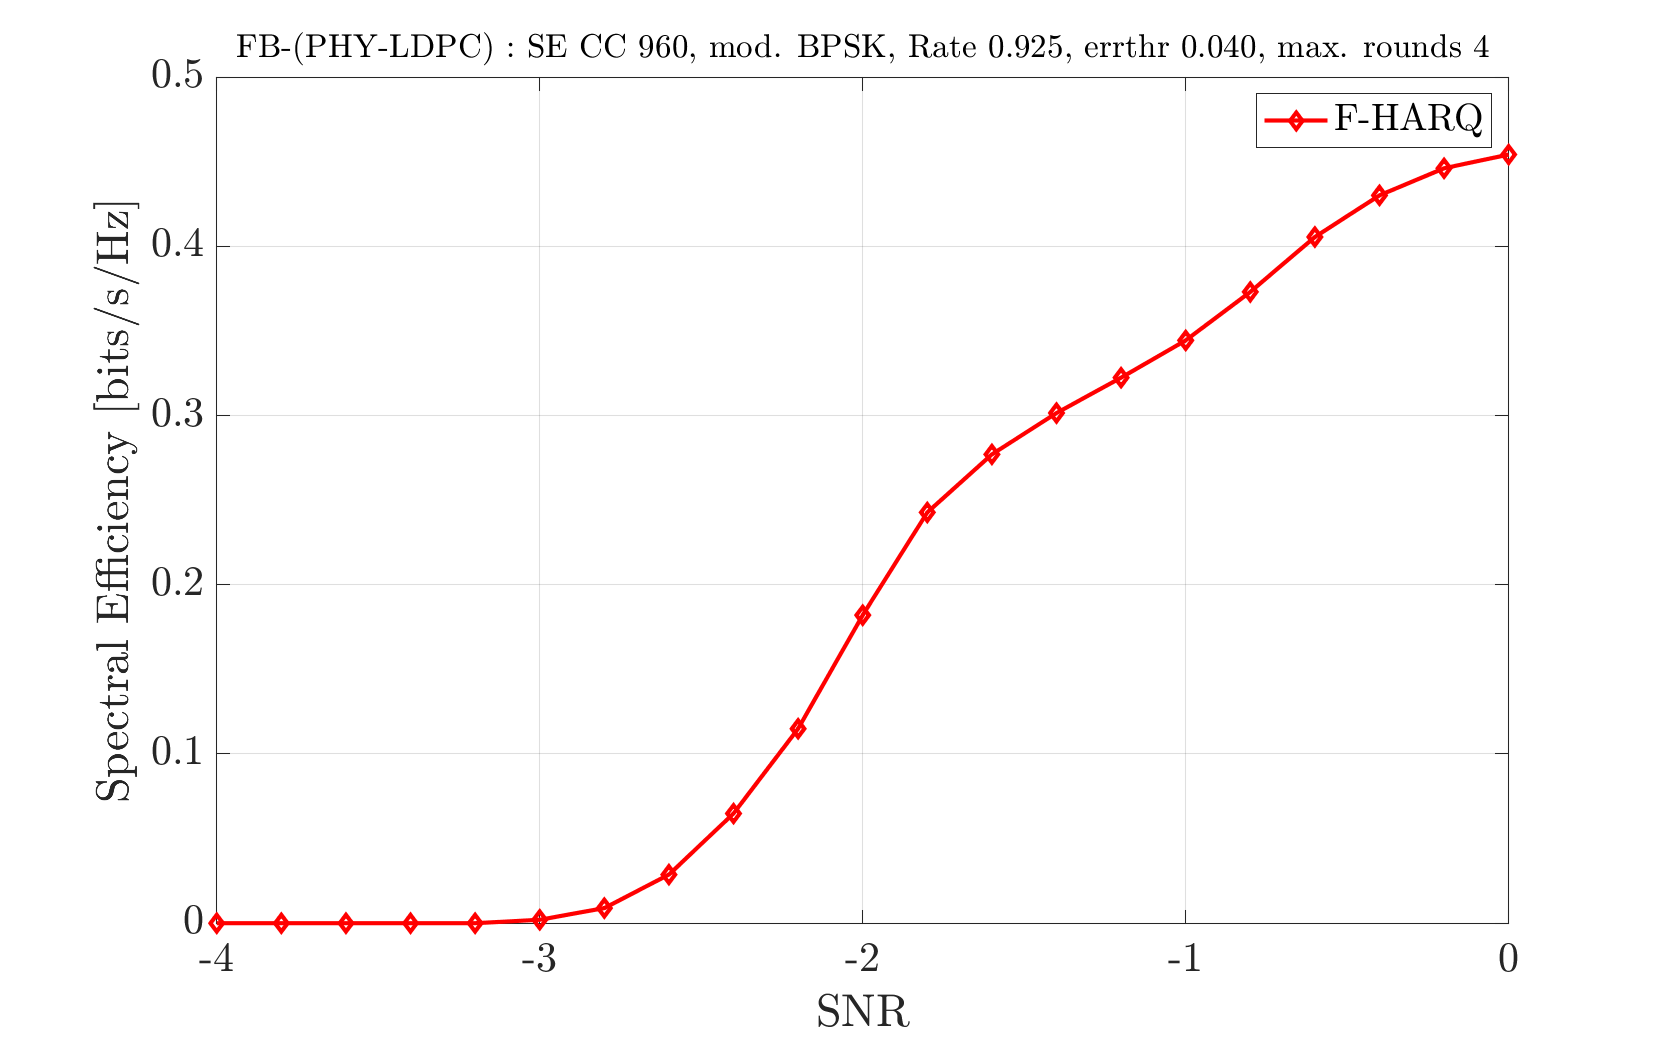 FB-(PHY-LDPC) : SE CC 960, mod. BPSK, Rate 0.925, errthr 0.040, max. rounds 4
F-HARQ
Spectral Efficiency [bits/s/Hz]
0.5
0.4
0.3
0.2
0.1
0
-4 -3 -2 -1 0
SNR